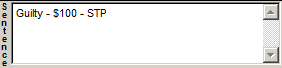 Sentence
Guilty - $100 - STP